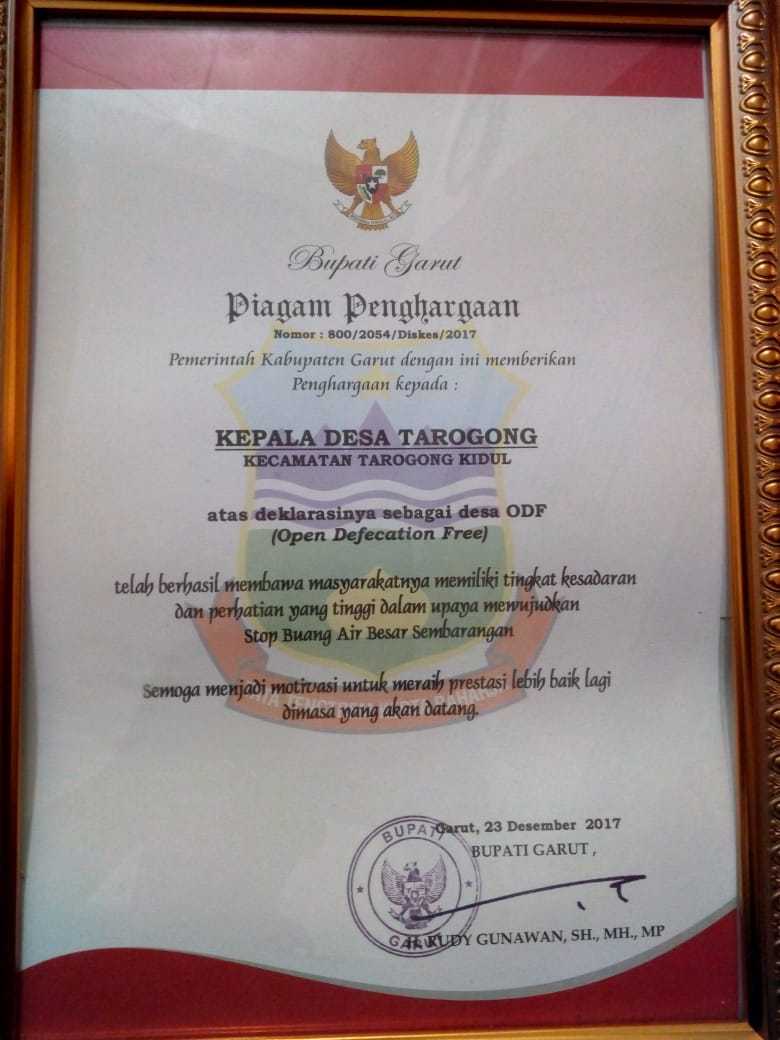 Bupati Garut
Piagam Penghargaan
Nomor : 800/2054/Diskes/2017
Pemerintah Kabupaten Garut dengan ini memberikan
Penghargaan kepada :
KEPALA DESA TAROGONG
KECAMATAN TAROGONG KIDUL
atas deklarasinya sebagai desa ODF
(Open Defecation Free)
telah berhasil membawa masyarakatnya memiliki tingkat kesadaran
dan perhatian yang tinggi dalam upaya mewujudkan
Stop Buang Air Besar Sembarangan
Semoga menjadi motivasi untuk meraih prestasi lebih baik lagi
dimasa yang akan datang.
Garut, 23 Desember 2017
BUPATI GARUT ,
BUPATI
GARUT
H. RUDY GUNAWAN, SH., MH., MP